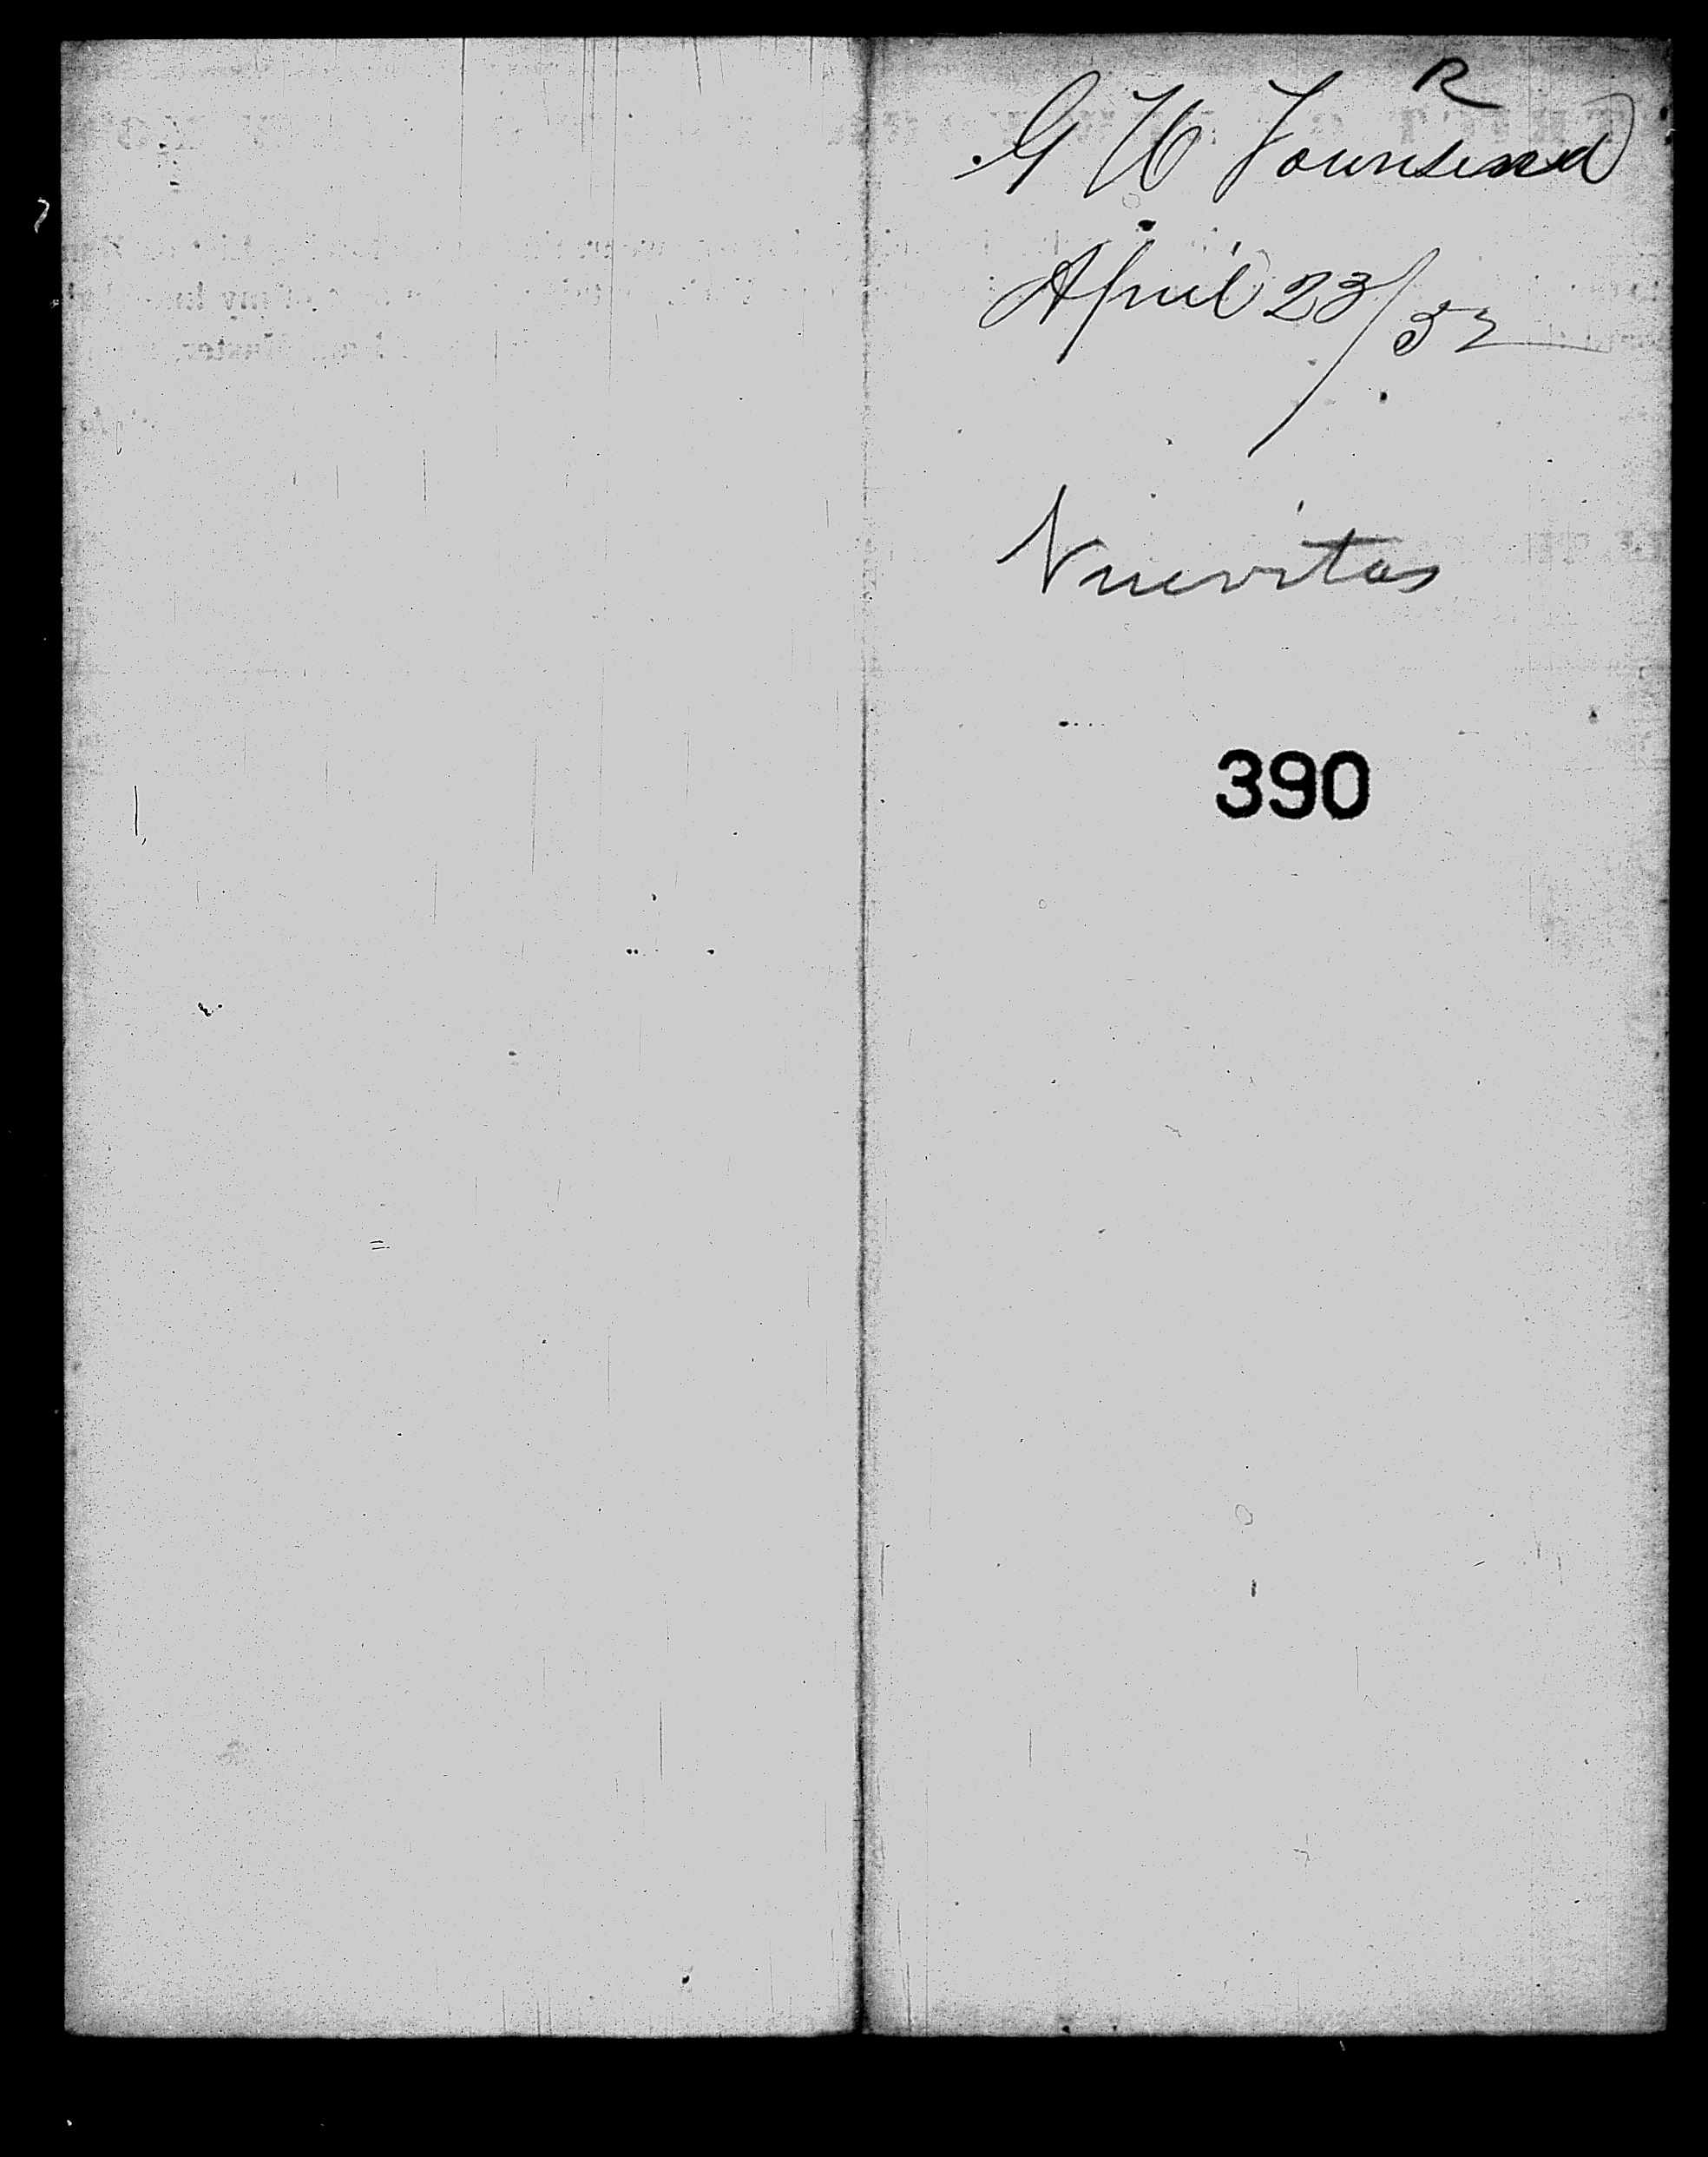 R
G H Townsend
April 23/52
Nuevitas
390